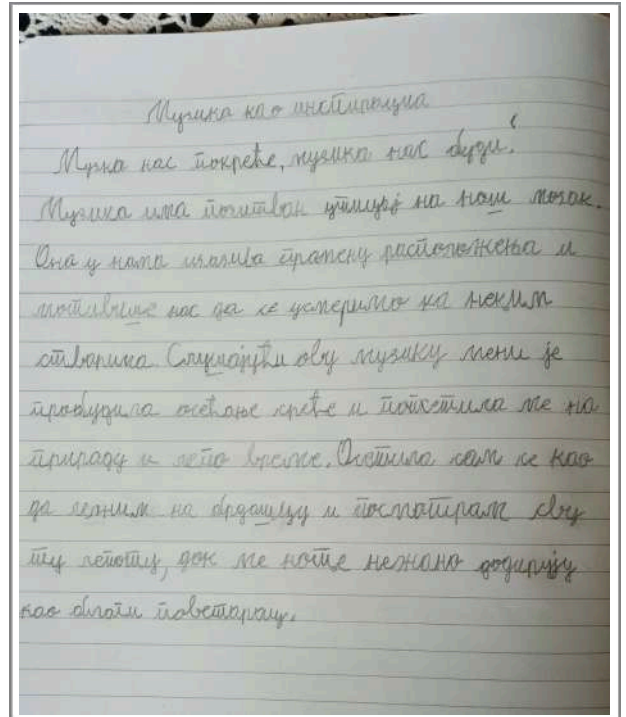 Музика као инспирација
Музика нас покреће, музика нас буди.
Музика има позитиван утицај на наш мозак.
Она у нама изазива промену расположења и
мотивише нас да се усмеримо ка неким
стварима. Слушајући ову музику мени је
пробудила осећање среће и подсетила ме на
природу и лето време. Осетила сам се као
да лежим на брдашцу и посматрам сву
ту лепоту, док ме ноте нежно додирују
као благи поветарац.